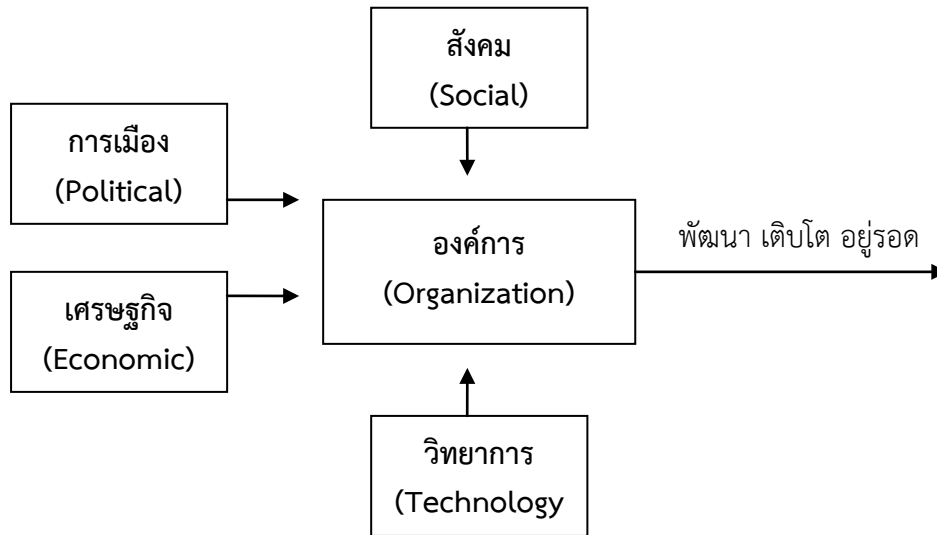 สังคม
(Social)
การเมือง
(Political)
องค์การ
(Organization)
พัฒนา เติบโต อยู่รอด
เศรษฐกิจ
(Economic)
วิทยาการ
(Technology